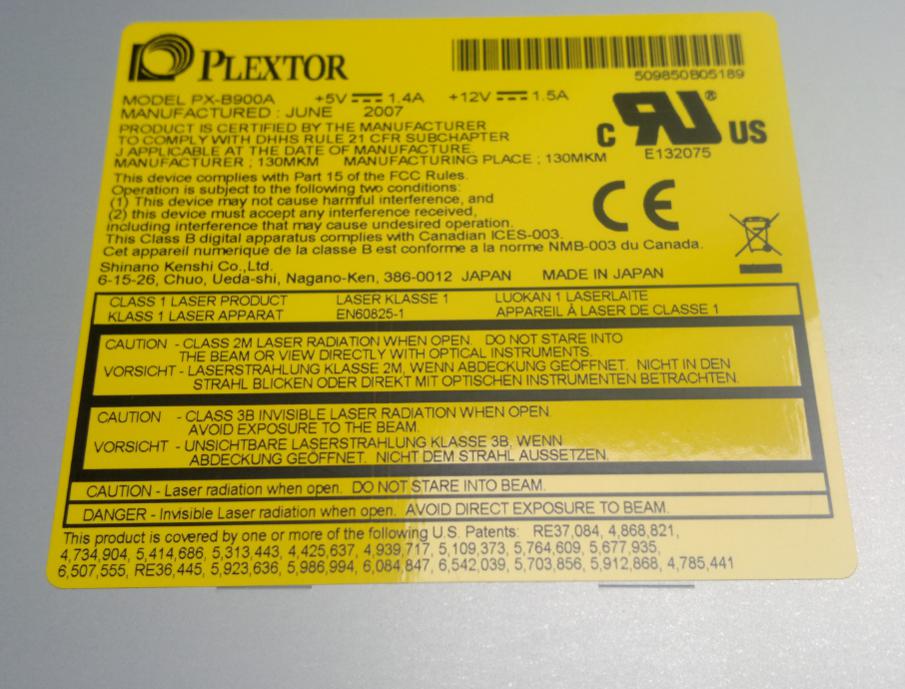 PLEXTOR
509850B05189
MODEL PX-B900A +5V 1.4A +12V 1.5A
MANUFACTURED : JUNE 2007
PRODUCT IS CERTIFIED BY THE MANUFACTURER
TO COMPLY WITH DHHS RULE 21 CFR SUBCHAPTER
J APPLICABLE AT THE DATE OF MANUFACTURE.
MANUFACTURER ; 130MKM MANUFACTURING PLACE ; 130MKM
C RU ® US
E132075
This device complies with Part 15 of the FCC Rules.
Operation is subject to the following two conditions:
(1) This device may not cause harmful interference, and
(2) this device must accept any interference received,
including interference that may cause undesired operation.
This Class B digital apparatus complies with Canadian ICES-003.
Cet appareil numerique de la classe B est conforme a la norme NMB-003 du Canada.
CE
Shinano Kenshi Co.,Ltd.
6-15-26, Chuo, Ueda-shi, Nagano-Ken, 386-0012 JAPAN MADE IN JAPAN
CLASS 1 LASER PRODUCT LASER KLASSE 1 LUOKAN 1 LASERLAITE
KLASS 1 LASER APPARAT EN60825-1 APPAREIL À LASER DE CLASSE 1
CAUTION - CLASS 2M LASER RADIATION WHEN OPEN. DO NOT STARE INTO
THE BEAM OR VIEW DIRECTLY WITH OPTICAL INSTRUMENTS.
VORSICHT - LASERSTRAHLUNG KLASSE 2M, WENN ABDECKUNG GEÖFFNET. NICHT IN DEN
STRAHL BLICKEN ODER DIREKT MIT OPTISCHEN INSTRUMENTEN BETRACHTEN.
CAUTION - CLASS 3B INVISIBLE LASER RADIATION WHEN OPEN.
AVOID EXPOSURE TO THE BEAM.
VORSICHT - UNSICHTBARE LASERSTRAHLUNG KLASSE 3B, WENN
ABDECKUNG GEÖFFNET. NICHT DEM STRAHL AUSSETZEN.
CAUTION - Laser radiation when open. DO NOT STARE INTO BEAM.
DANGER - Invisible Laser radiation when open. AVOID DIRECT EXPOSURE TO BEAM.
This product is covered by one or more of the following U.S. Patents: RE37,084, 4,868,821,
4,734,904, 5,414,686, 5,313,443, 4,425,637, 4,939,717, 5,109,373, 5,764,609, 5,677,935,
6,507,555, RE36,445, 5,923,636, 5,986,994, 6,084,847, 6,542,039, 5,703,856, 5,912,868, 4,785,441